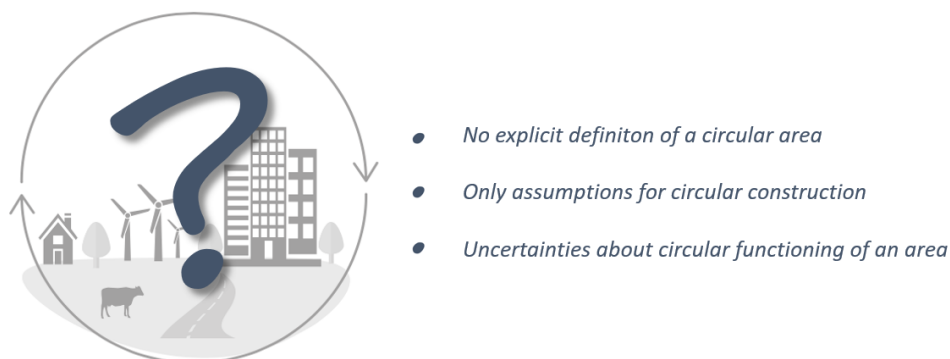 No explicit definiton of a circular area
Only assumptions for circular construction
Uncertainties about circular functioning of an area